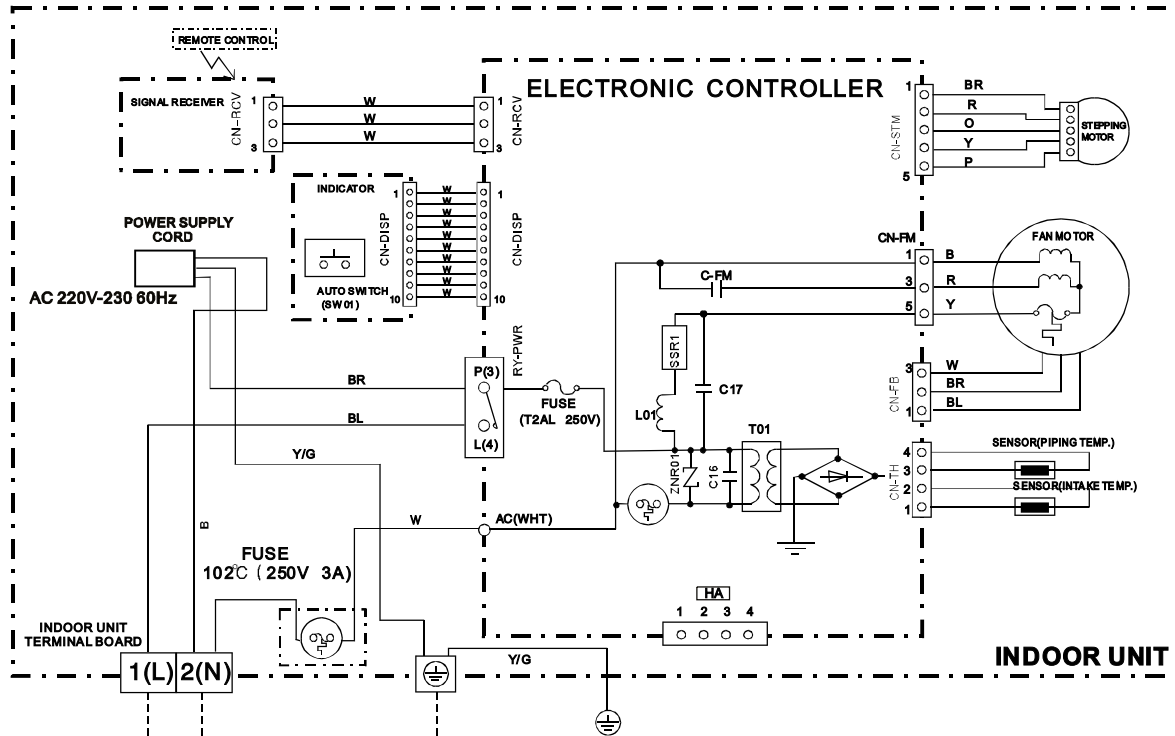 REMOTE CONTROL
SIGNAL RECEIVER
CN-RCV
1
3
W
W
W
1
3
CN-RCV
ELECTRONIC CONTROLLER
1
5
CN-STM
BR
R
O
Y
P
STEPPING
MOTOR
INDICATOR
AUTO SWITCH
(SW01)
CN-DISP
1
10
W
W
W
W
W
W
W
W
W
W
1
10
CN-DISP
POWER SUPPLY
CORD
AC 220V-230 60Hz
CN-FM
1
3
5
B
R
Y
FAN MOTOR
C-FM
SSR1
C17
L01
RY-PWR
P(3)
L(4)
BR
BL
Y/G
FUSE
(T2AL 250V)
CN-FB
3
1
W
BR
BL
T01
ZNR01
C16
CN-TH
4
3
2
1
SENSOR(PIPING TEMP.)
SENSOR(INTAKE TEMP.)
B
W
AC(WHT)
FUSE
102°C (250V 3A)
HA
1 2 3 4
INDOOR UNIT
TERMINAL BOARD
1(L) 2(N)
Y/G
INDOOR UNIT